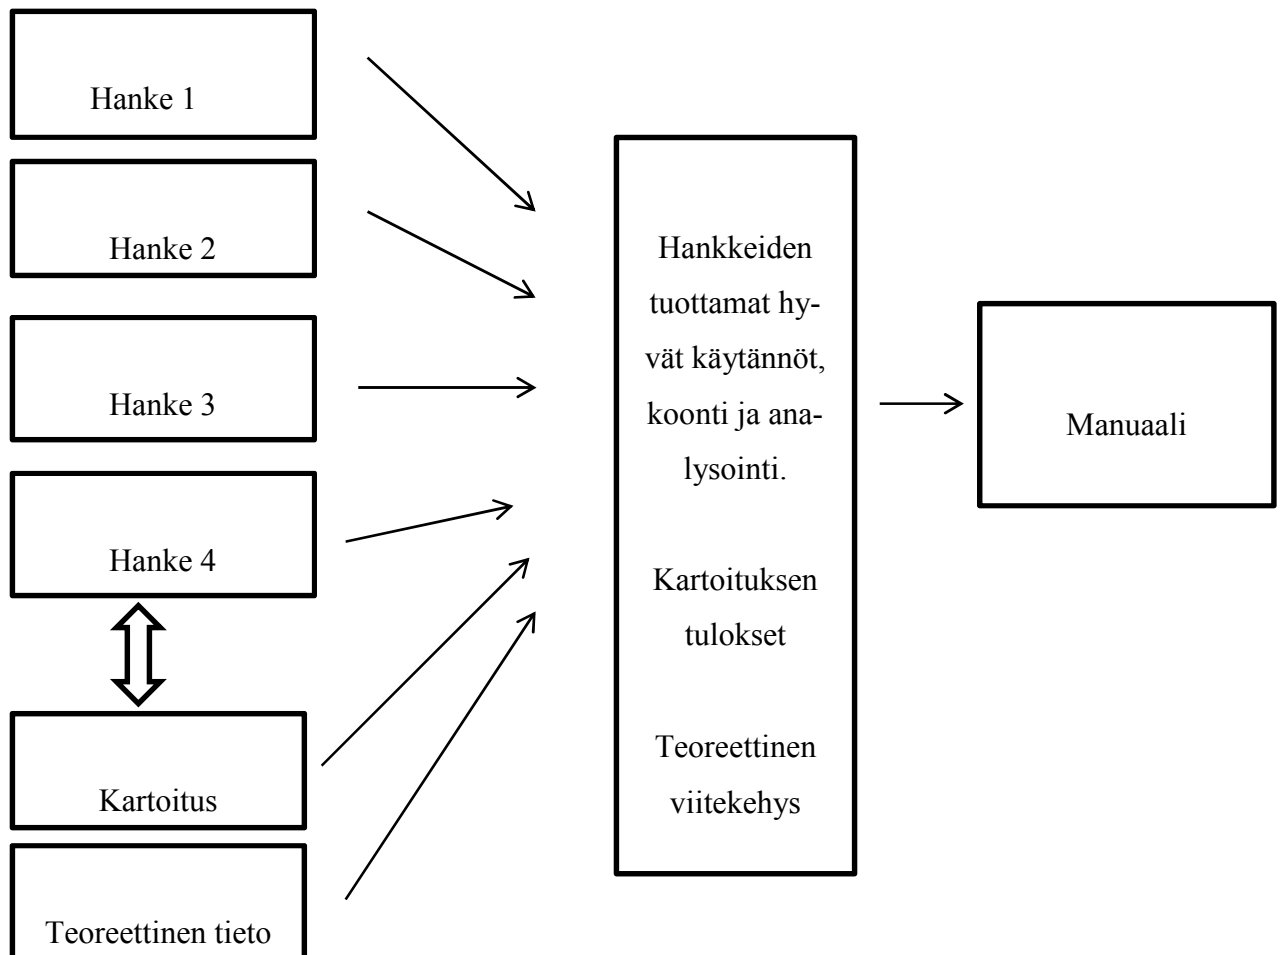 Hanke 1
Hanke 2
Hanke 3
Hanke 4
Kartoitus
Teoreettinen tieto
Hankkeiden
tuottamat hy-
vät käytännöt,
koonti ja ana-
lysointi.
Kartoituksen
tulokset
Teoreettinen
viitekehys
Manuaali